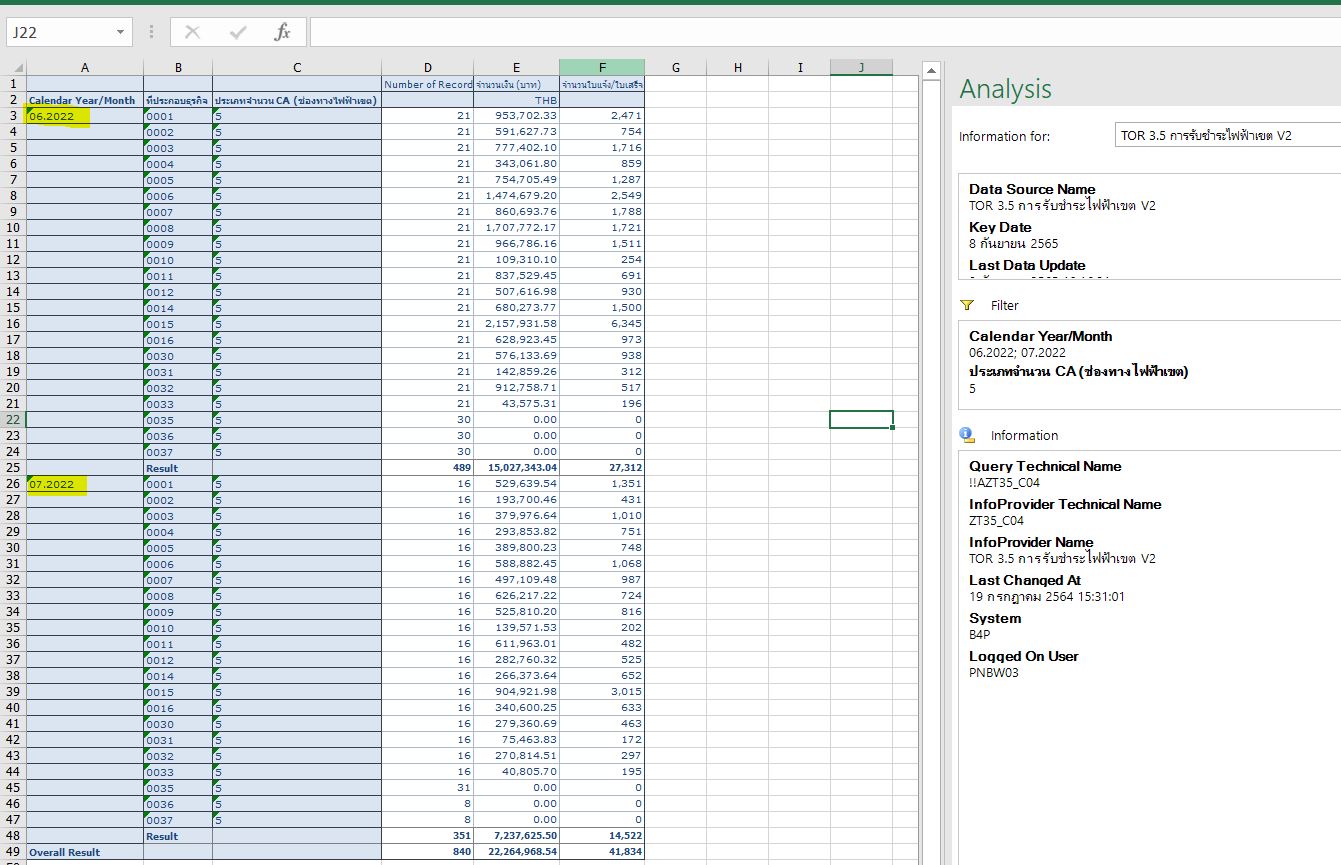 J22
fx
A B C D E F G H I J
1 Number of Record จำนวนเงิน (บาท) จำนวนใบแจ้ง/ใบเสร็จ
2 Calendar Year/Month ที่ประกอบธุรกิจ ประเภทจำนวน CA (ช่องทางไฟฟ้าเขต) THB
3 06.2022 0001 5 21 953,702.33 2,471
4 0002 5 21 591,627.73 754
5 0003 5 21 777,402.10 1,716
6 0004 5 21 343,061.80 859
7 0005 5 21 754,705.49 1,287
8 0006 5 21 1,474,679.20 2,549
9 0007 5 21 860,693.76 1,788
10 0008 5 21 1,707,772.17 1,721
11 0009 5 21 966,786.16 1,511
12 0010 5 21 109,310.10 254
13 0011 5 21 837,529.45 691
14 0012 5 21 507,616.98 930
15 0014 5 21 680,273.77 1,500
16 0015 5 21 2,157,931.58 6,345
17 0016 5 21 628,923.45 973
18 0030 5 21 576,133.69 938
19 0031 5 21 142,859.26 312
20 0032 5 21 912,758.71 517
21 0033 5 21 43,575.31 196
22 0035 5 30 0.00 0
23 0036 5 30 0.00 0
24 0037 5 30 0.00 0
25 Result 489 15,027,343.04 27,312
26 07.2022 0001 5 16 529,639.54 1,351
27 0002 5 16 193,700.46 431
28 0003 5 16 379,976.64 1,010
29 0004 5 16 293,853.82 751
30 0005 5 16 389,800.23 748
31 0006 5 16 588,882.45 1,068
32 0007 5 16 497,109.48 987
33 0008 5 16 626,217.22 724
34 0009 5 16 525,810.20 816
35 0010 5 16 139,571.53 202
36 0011 5 16 611,963.01 482
37 0012 5 16 282,760.32 525
38 0014 5 16 266,373.64 652
39 0015 5 16 904,921.98 3,015
40 0016 5 16 340,600.25 633
41 0030 5 16 279,360.69 463
42 0031 5 16 75,463.83 172
43 0032 5 16 270,814.51 297
44 0033 5 16 40,805.70 195
45 0035 5 31 0.00 0
46 0036 5 8 0.00 0
47 0037 5 8 0.00 0
48 Result 351 7,237,625.50 14,522
49 Overall Result 840 22,264,968.54 41,834
Analysis
Information for: TOR 3.5 การรับชำระไฟฟ้าเขต V2
Data Source Name
TOR 3.5 การรับชำระไฟฟ้าเขต V2
Key Date
8 กันยายน 2565
Last Data Update
Filter
Calendar Year/Month
06.2022; 07.2022
ประเภทจำนวน CA (ช่องทางไฟฟ้าเขต)
5
Information
Query Technical Name
!!AZT35_C04
InfoProvider Technical Name
ZT35_C04
InfoProvider Name
TOR 3.5 การรับชำระไฟฟ้าเขต V2
Last Changed At
19 กรกฎาคม 2564 15:31:01
System
B4P
Logged On User
PNBW03